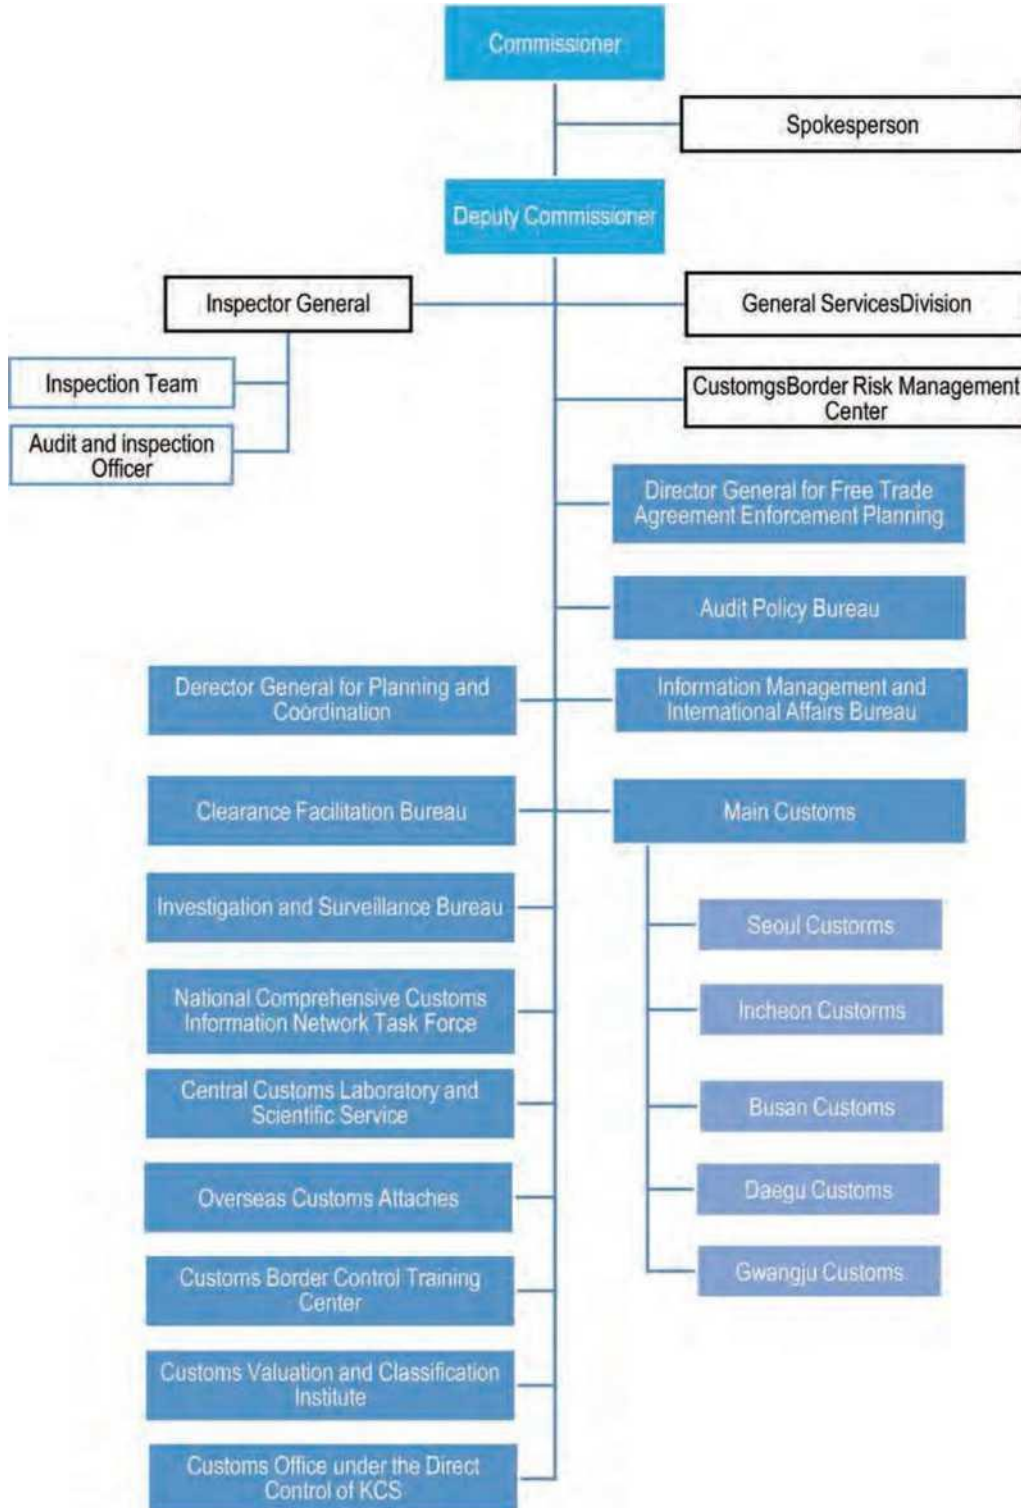 Commissioner
Spokesperson
Deputy Commissioner
Inspector General
General ServicesDivision
Inspection Team
CustomgsBorder Risk Management
Center
Audit and inspection
Officer
Director General for Free Trade
Agreement Enforcement Planning
Audit Policy Bureau
Derector General for Planning and
Coordination
Information Management and
International Affairs Bureau
Clearance Facilitation Bureau
Main Customs
Investigation and Surveillance Bureau
Seoul Custorms
National Comprehensive Customs
Information Network Task Force
Incheon Custorms
Central Customs Laboratory and
Scientific Service
Busan Customs
Overseas Customs Attaches
Daegu Customs
Customs Border Control Training
Center
Gwangju Customs
Customs Valuation and Classification
Institute
Customs Office under the Direct
Control of KCS